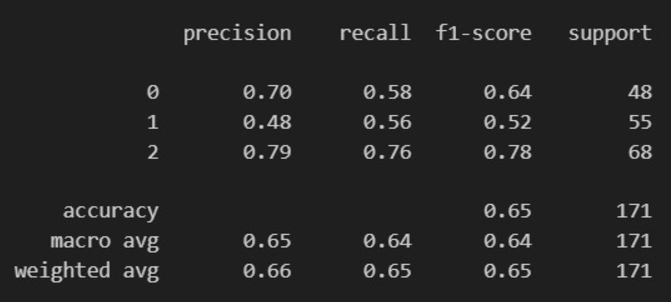 precision recall f1-score support
0 0.70 0.58 0.64 48
1 0.48 0.56 0.52 55
2 0.79 0.76 0.78 68
accuracy 0.65 171
macro avg 0.65 0.64 0.64 171
weighted avg 0.66 0.65 0.65 171